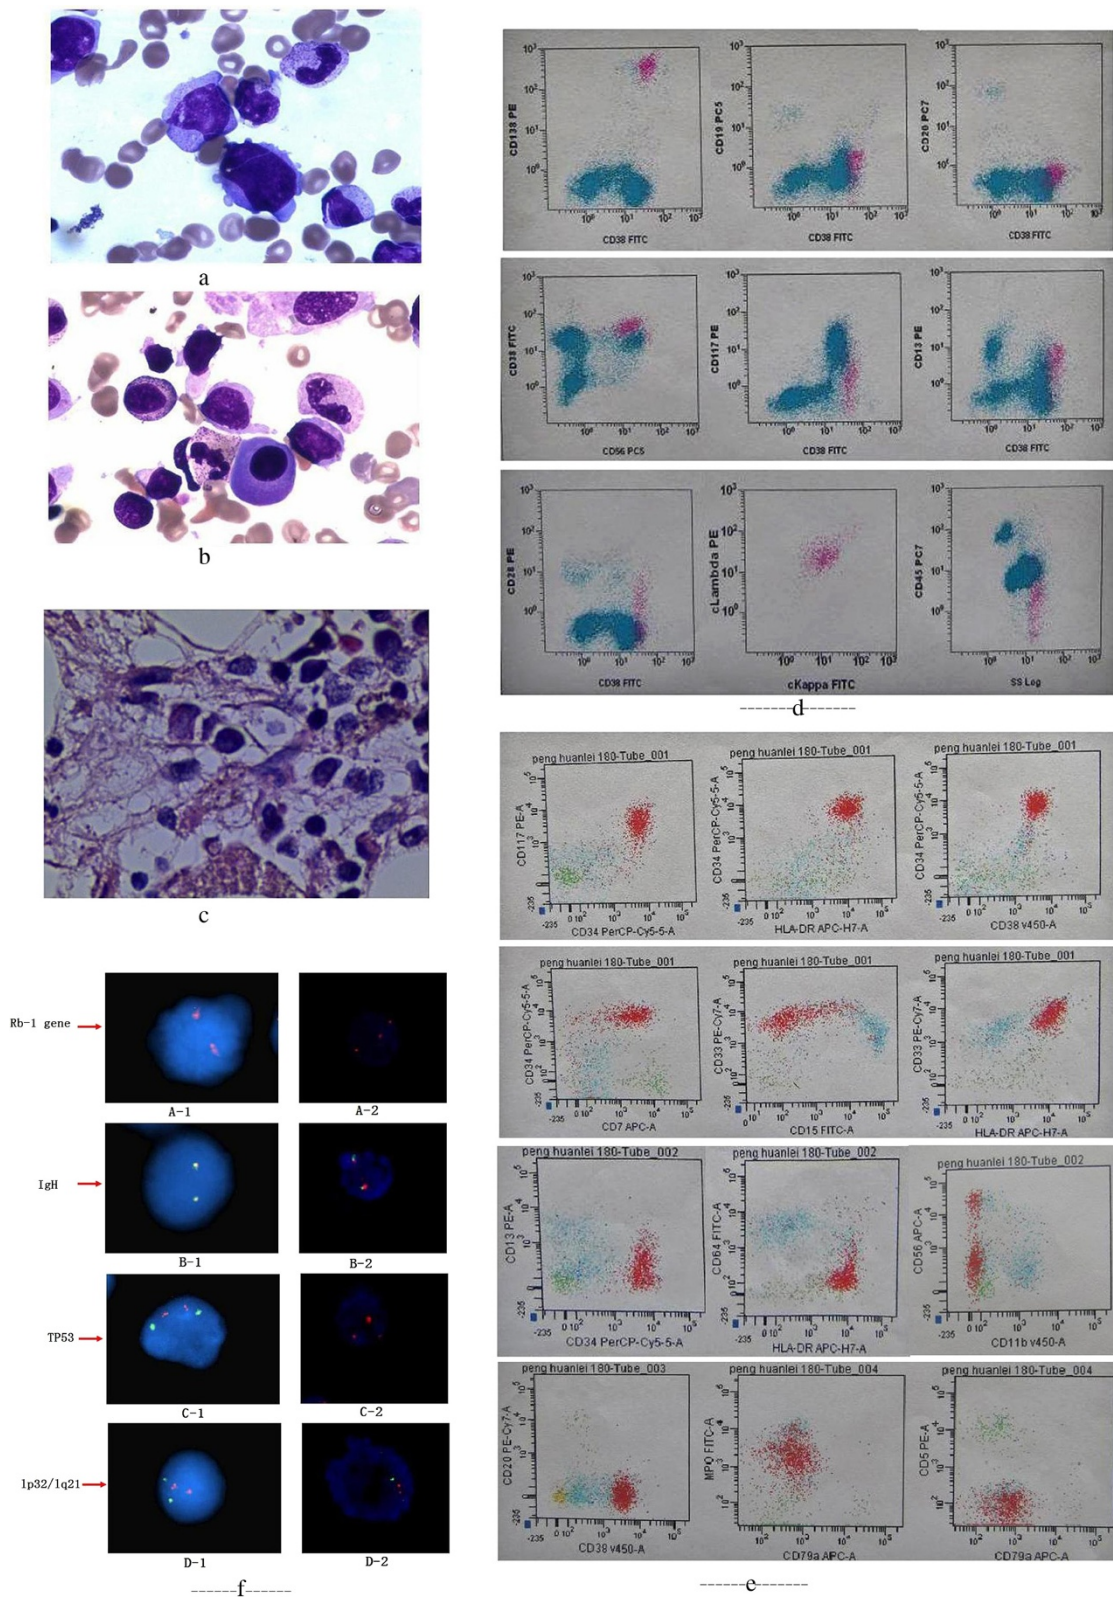 a
b
c
CD138 PE
CD38 FITC
CD19 PC5
CD38 FITC
CD20 PC7
CD38 FITC
CD38 FITC
CD56 PC5
CD117 PE
CD38 FITC
CD13 PE
CD38 FITC
CD28 PE
CD38 FITC
cLambda PE
cKappa FITC
CD45 PC7
SS Log
d
peng huanlei 180-Tube_001
CD117 PE-A
CD34 PerCP-Cy5-5-A
peng huanlei 180-Tube_001
CD34 PerCP-Cy5-5-A
HLA-DR APC-H7-A
peng huanlei 180-Tube_001
CD34 PerCP-Cy5-5-A
CD38 v450-A
peng huanlei 180-Tube_001
CD34 PerCP-Cy5-5-A
CD7 APC-A
peng huanlei 180-Tube_001
CD33 PE-Cy7-A
CD15 FITC-A
peng huanlei 180-Tube_001
CD33 PE-Cy7-A
HLA-DR APC-H7-A
peng huanlei 180-Tube_002
CD13 PE-A
CD34 PerCP-Cy5-5-A
peng huanlei 180-Tube_002
CD64 FITC-A
HLA-DR APC-H7-A
peng huanlei 180-Tube_002
CD56 APC-A
CD11b v450-A
peng huanlei 180-Tube_003
CD20 PE-Cy7-A
CD38 v450-A
peng huanlei 180-Tube_004
MPO FITC-A
CD79a APC-A
peng huanlei 180-Tube_004
CD5 PE-A
CD79a APC-A
e
Rb-1 gene
A-1
A-2
IgH
B-1
B-2
TP53
C-1
C-2
1p32/1q21
D-1
D-2
f